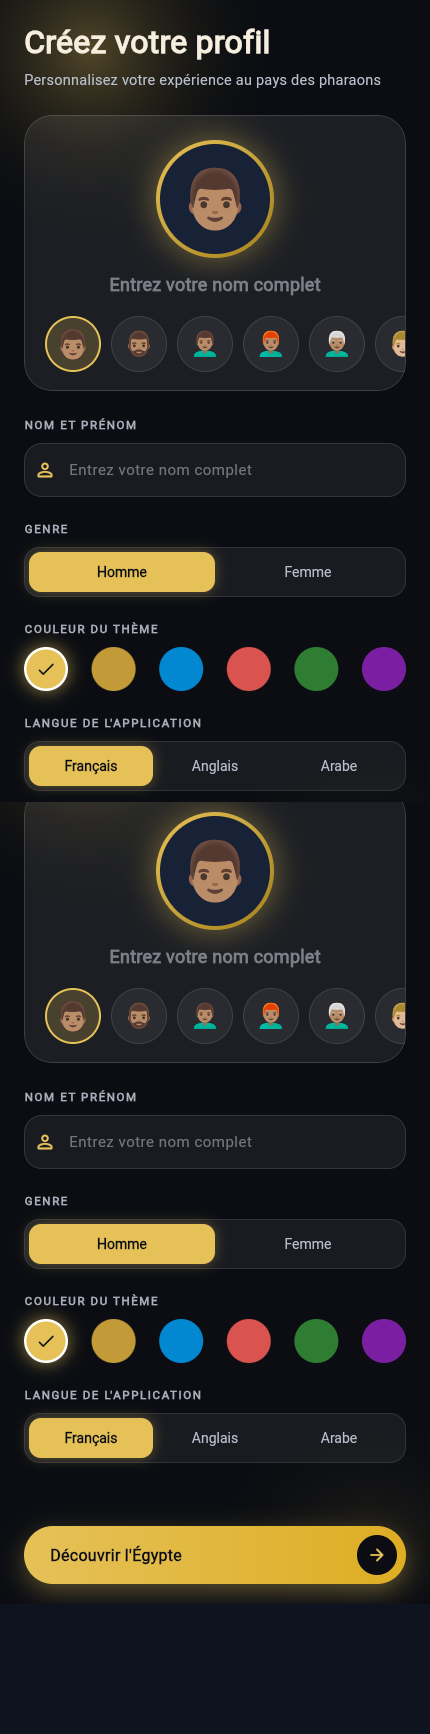 Créez votre profil
Personnalisez votre expérience au pays des pharaons
Entrez votre nom complet
NOM ET PRÉNOM
Entrez votre nom complet
GENRE
Homme Femme
COULEUR DU THÈME
LANGUE DE L'APPLICATION
Français Anglais Arabe
Entrez votre nom complet
NOM ET PRÉNOM
Entrez votre nom complet
GENRE
Homme Femme
COULEUR DU THÈME
LANGUE DE L'APPLICATION
Français Anglais Arabe
Découvrir l'Égypte